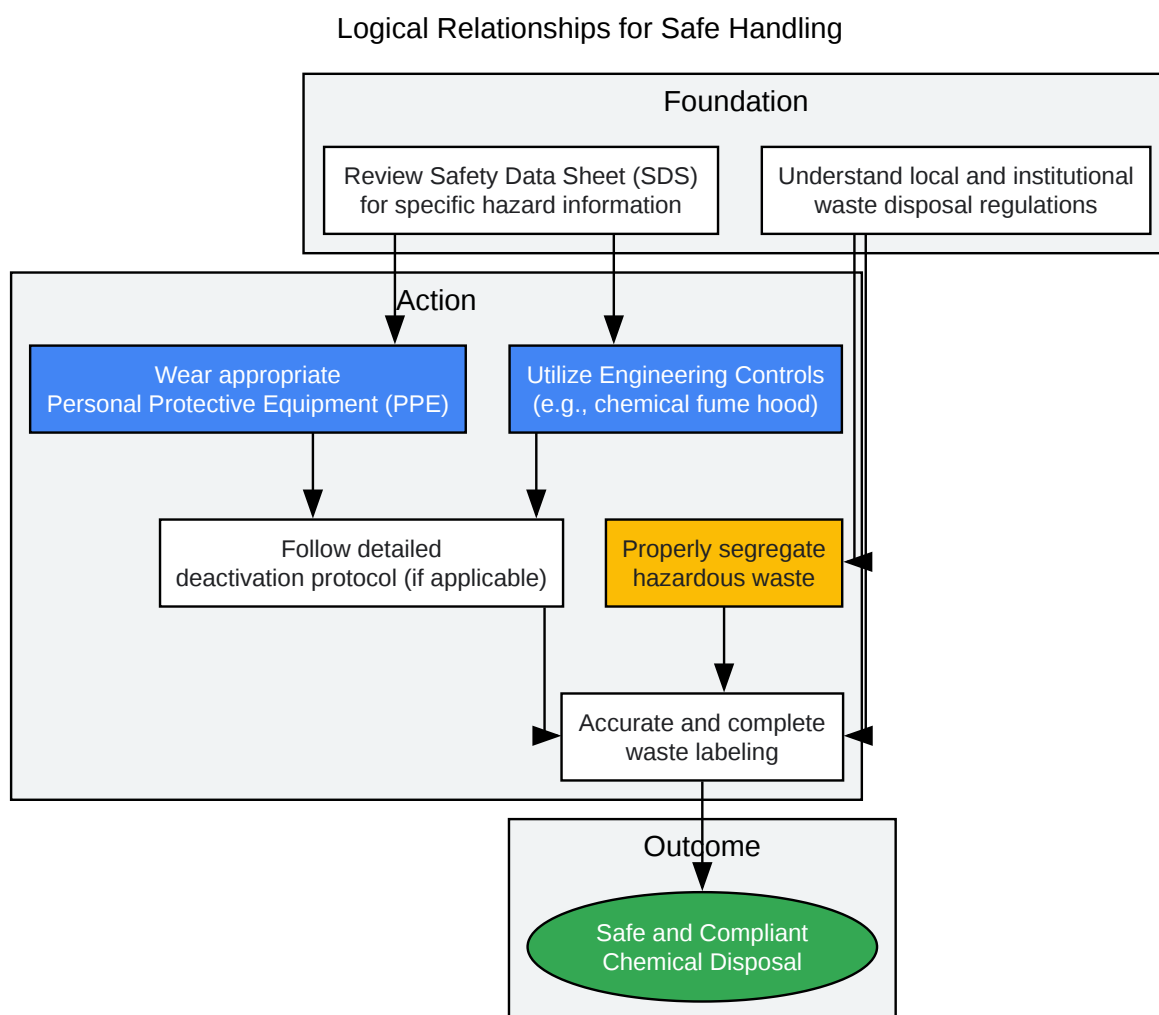 Logical Relationships for Safe Handling
Foundation
Review Safety Data Sheet (SDS)
for specific hazard information
Understand local and institutional
waste disposal regulations
Action
Wear appropriate
Personal Protective Equipment (PPE)
Utilize Engineering Controls
(e.g., chemical fume hood)
Follow detailed
deactivation protocol (if applicable)
Properly segregate
hazardous waste
Accurate and complete
waste labeling
Outcome
Safe and Compliant
Chemical Disposal